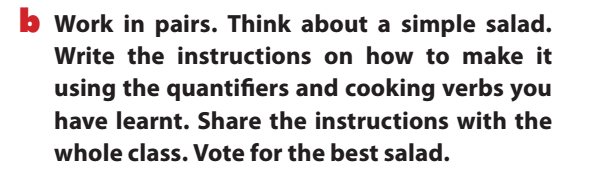 b Work in pairs. Think about a simple salad.
Write the instructions on how to make it
using the quantifiers and cooking verbs you
have learnt. Share the instructions with the
whole class. Vote for the best salad.